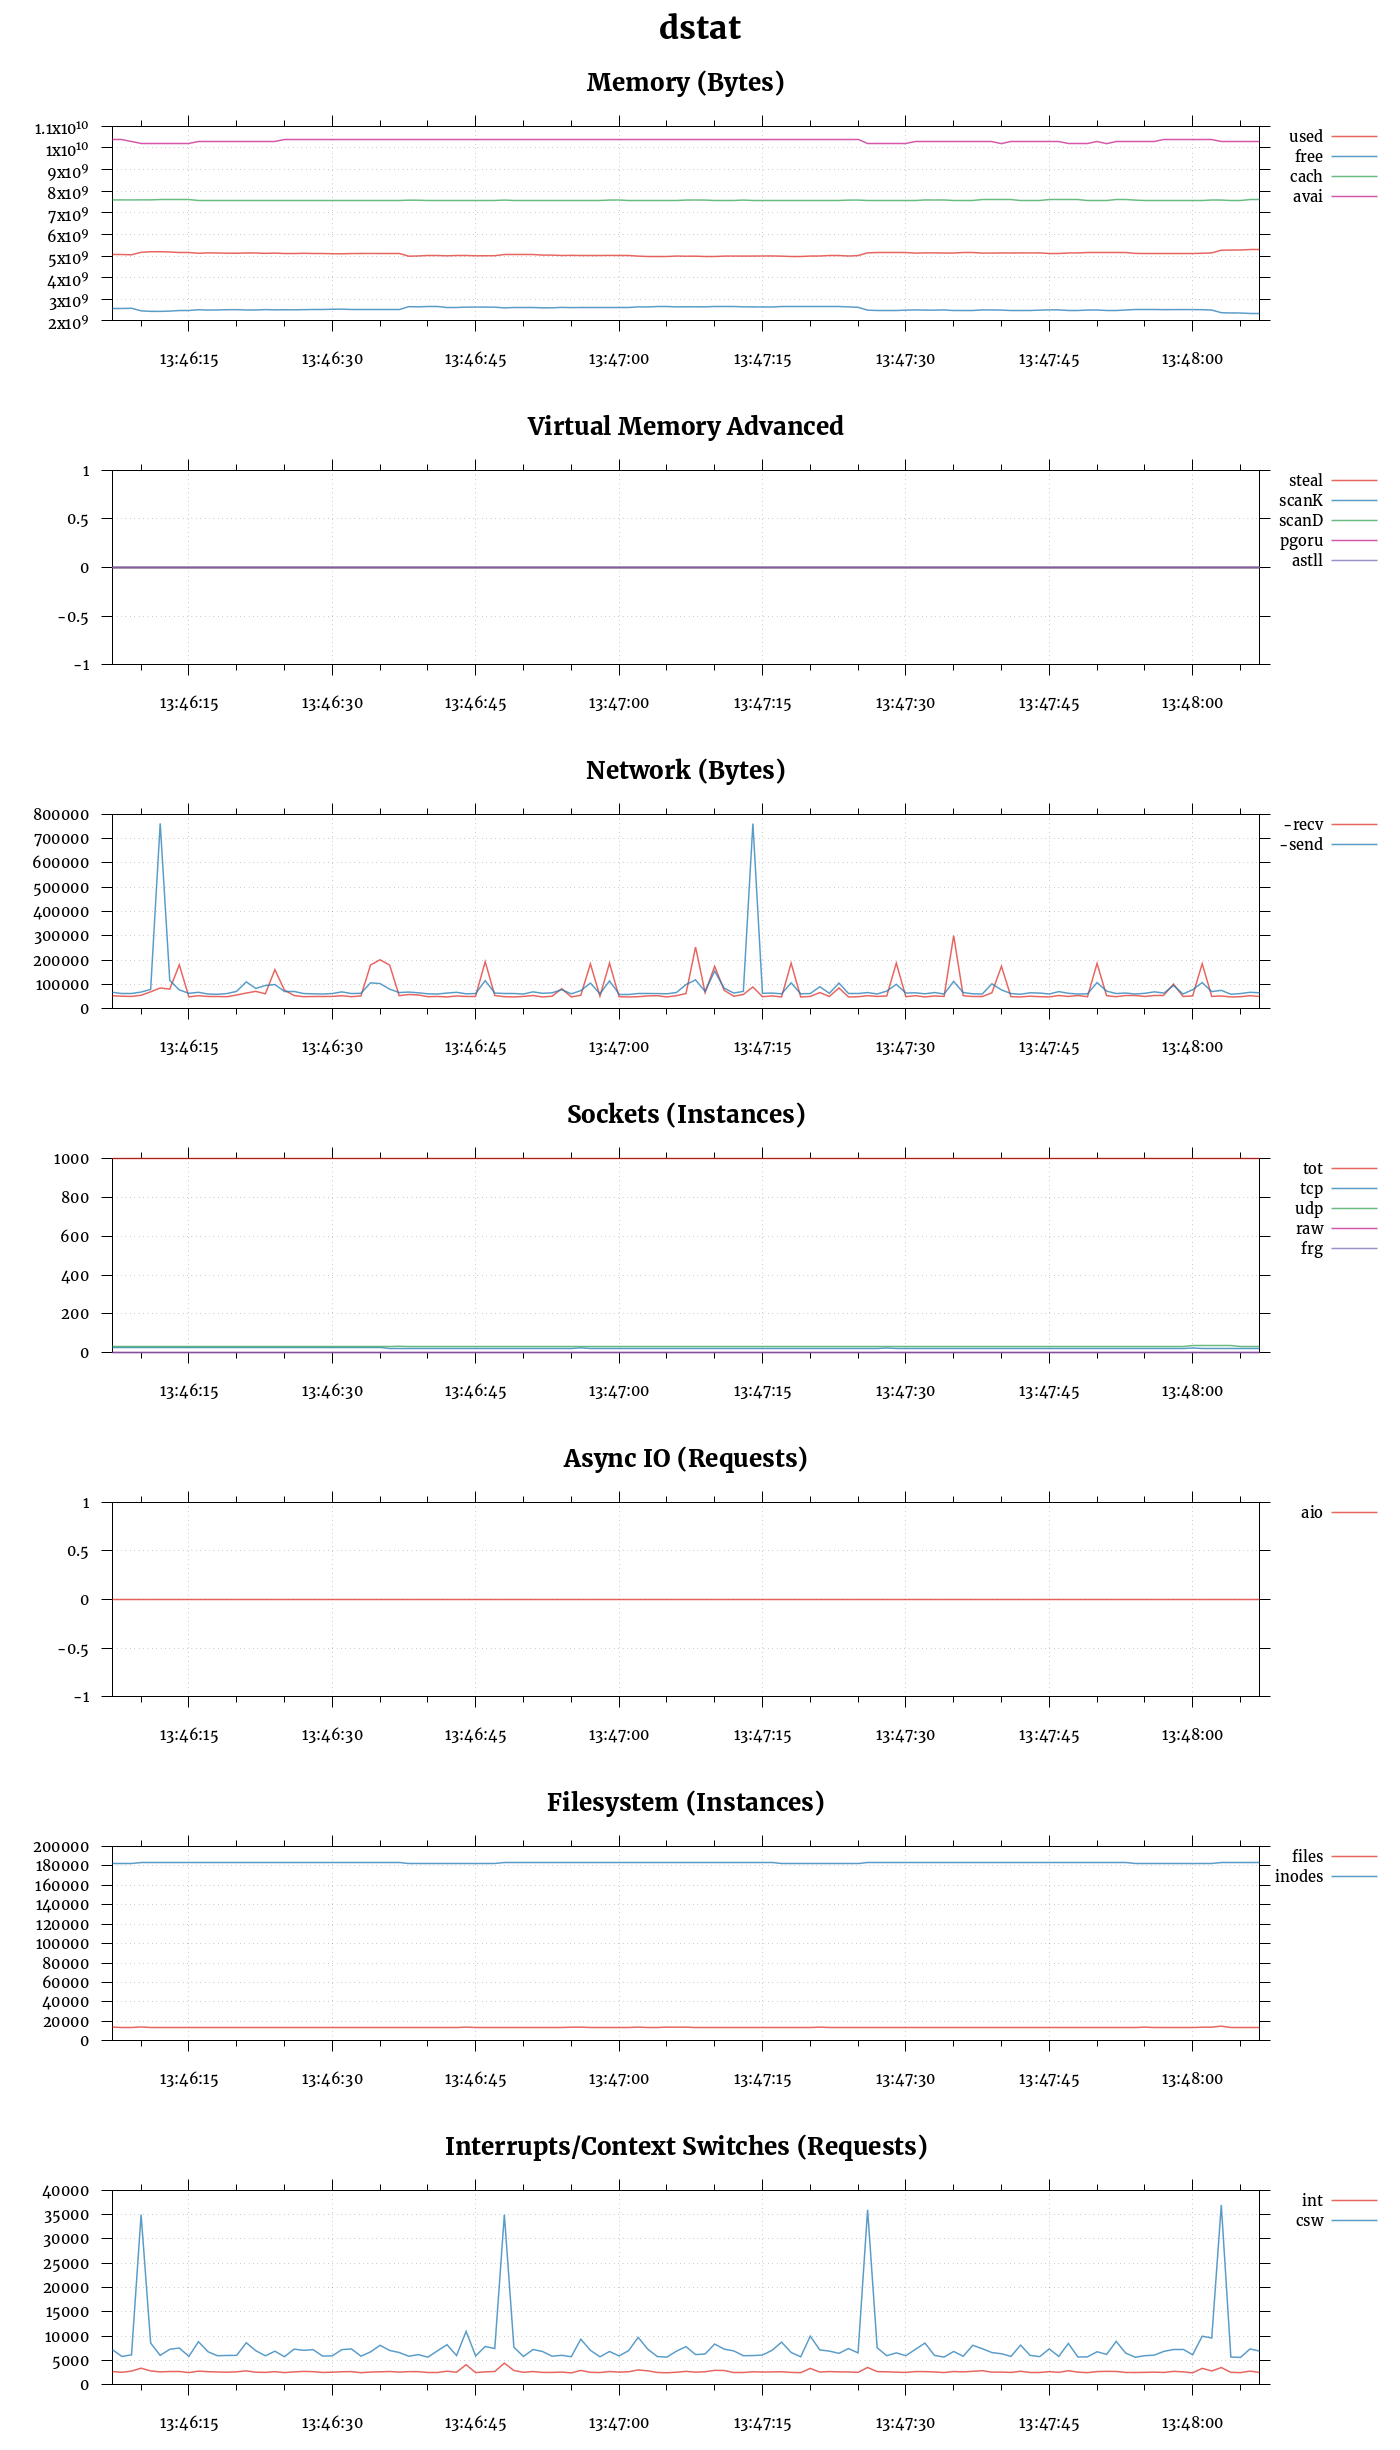 dstat
Memory (Bytes)
1.1x10^10
1x10^10
9x10^9
8x10^9
7x10^9
6x10^9
5x10^9
4x10^9
3x10^9
2x10^9
used
free
cach
avai
13:46:15 13:46:30 13:46:45 13:47:00 13:47:15 13:47:30 13:47:45 13:48:00
Virtual Memory Advanced
1
0.5
0
-0.5
-1
steal
scanK
scanD
pgoru
astll
13:46:15 13:46:30 13:46:45 13:47:00 13:47:15 13:47:30 13:47:45 13:48:00
Network (Bytes)
800000
700000
600000
500000
400000
300000
200000
100000
0
-recv
-send
13:46:15 13:46:30 13:46:45 13:47:00 13:47:15 13:47:30 13:47:45 13:48:00
Sockets (Instances)
1000
800
600
400
200
0
tot
tcp
udp
raw
frg
13:46:15 13:46:30 13:46:45 13:47:00 13:47:15 13:47:30 13:47:45 13:48:00
Async IO (Requests)
1
0.5
0
-0.5
-1
aio
13:46:15 13:46:30 13:46:45 13:47:00 13:47:15 13:47:30 13:47:45 13:48:00
Filesystem (Instances)
200000
180000
160000
140000
120000
100000
80000
60000
40000
20000
0
files
inodes
13:46:15 13:46:30 13:46:45 13:47:00 13:47:15 13:47:30 13:47:45 13:48:00
Interrupts/Context Switches (Requests)
40000
35000
30000
25000
20000
15000
10000
5000
0
int
csw
13:46:15 13:46:30 13:46:45 13:47:00 13:47:15 13:47:30 13:47:45 13:48:00